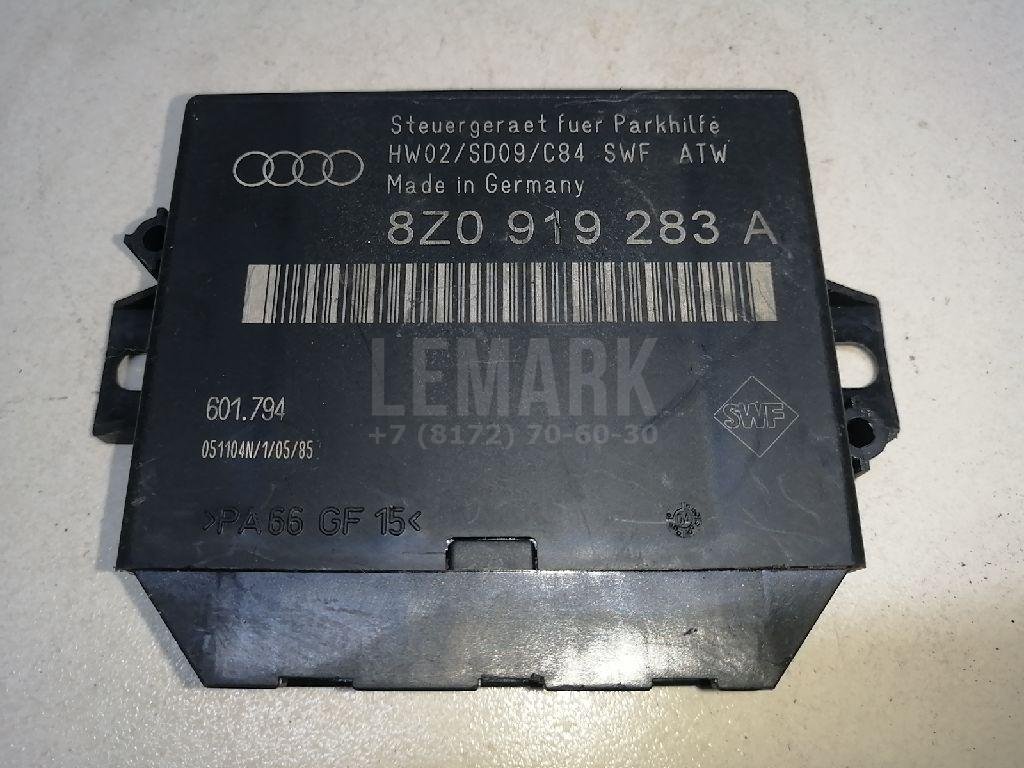 Steuergeraet fuer Parkhilfe
HW02/SD09/C84 SWF ATW
Made in Germany
8Z0 919 283 A
LEMARK
+7 (8172) 70-60-30
601.794
SWF
051104N/1/05/85
>PA66 GF 15<